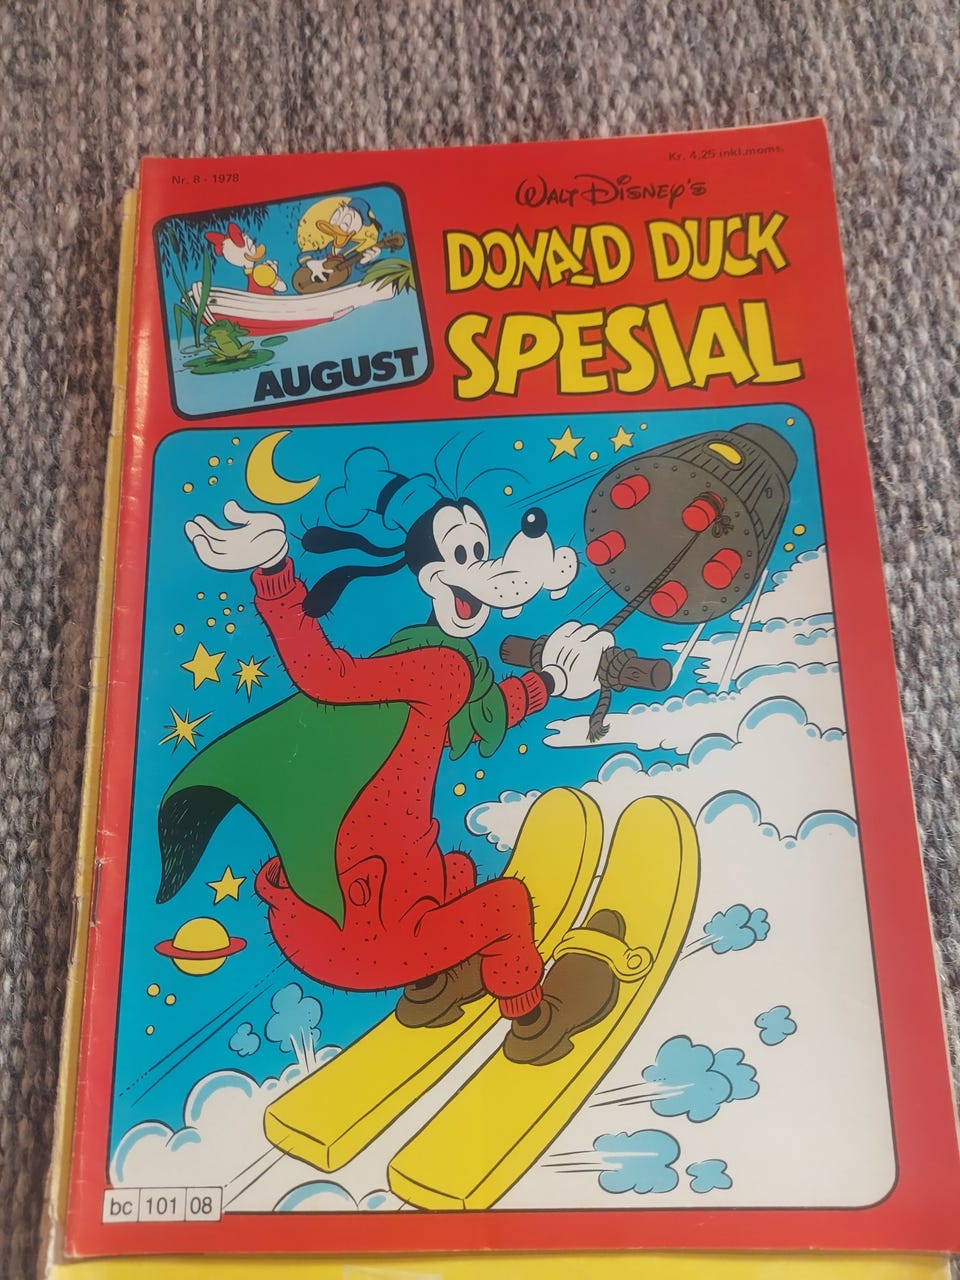 Nr. 8 - 1978
Kr. 4,25 inkl.moms.
WALT DISNEY'S
DONALD DUCK
SPESIAL
AUGUST
bc 101 08